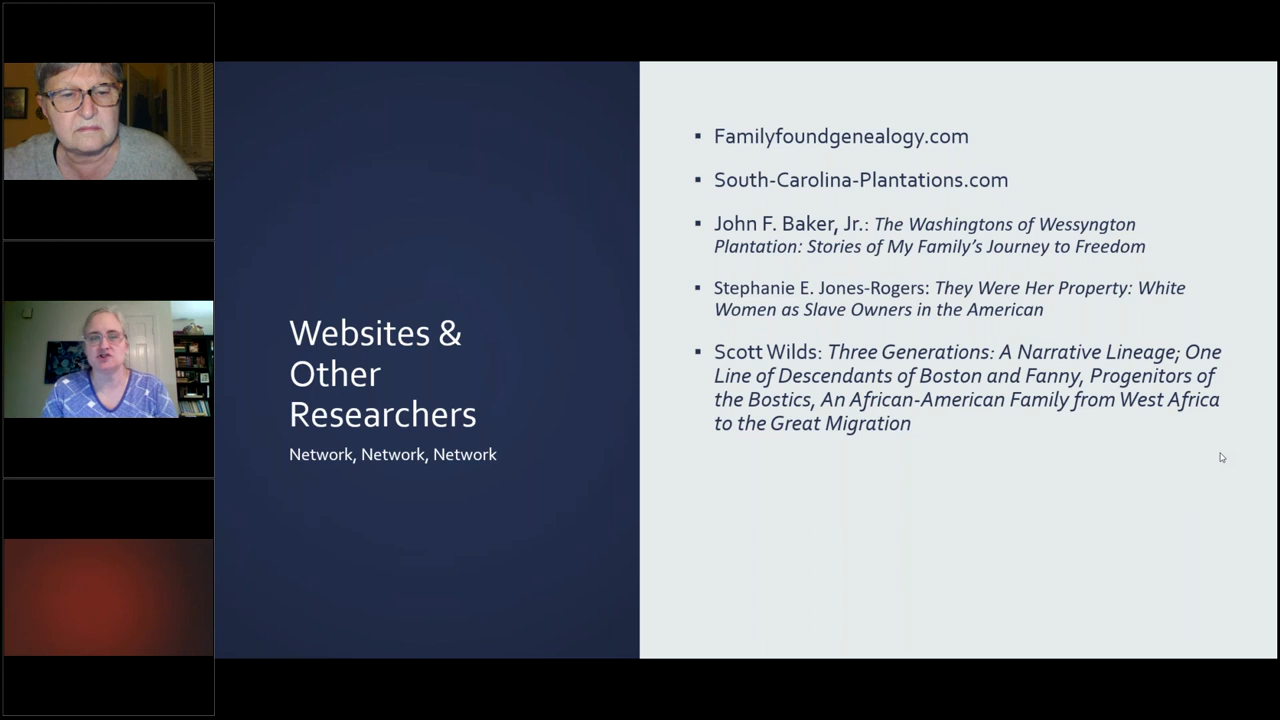 Websites &
Other
Researchers
Network, Network, Network
Familyfoundgenealogy.com
South-Carolina-Plantations.com
John F. Baker, Jr.: The Washingtons of Wessyngton
Plantation: Stories of My Family’s Journey to Freedom
Stephanie E. Jones-Rogers: They Were Her Property: White
Women as Slave Owners in the American
Scott Wilds: Three Generations: A Narrative Lineage; One
Line of Descendants of Boston and Fanny, Progenitors of
the Bostics, An African-American Family from West Africa
to the Great Migration